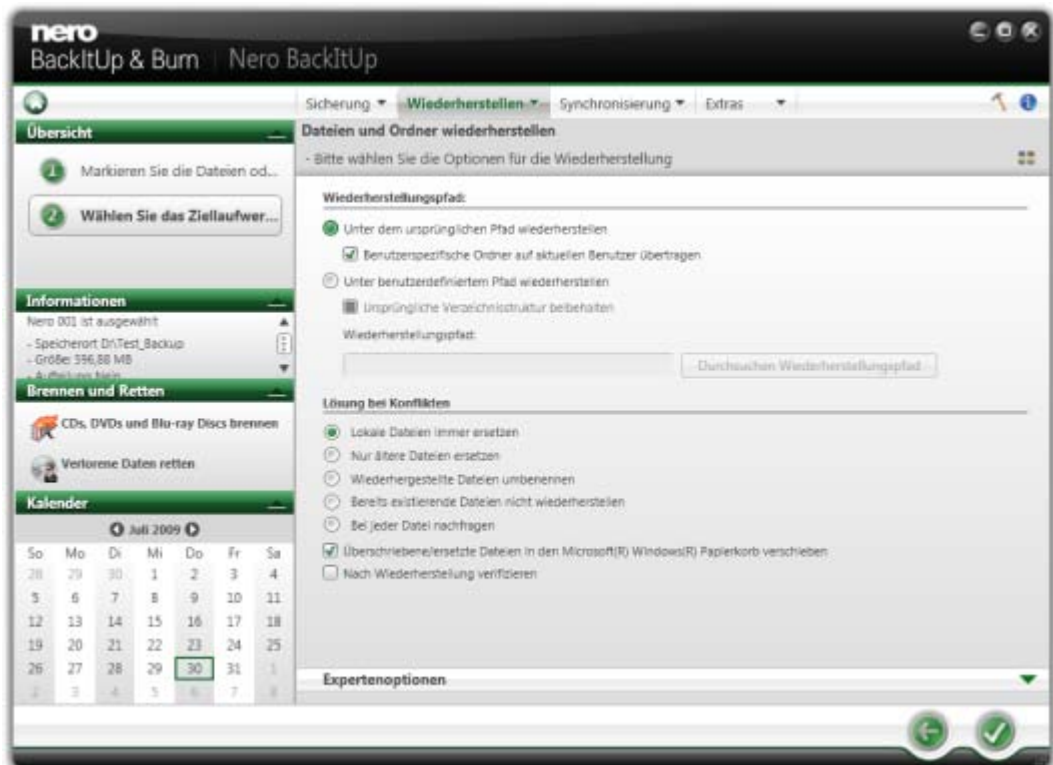 nero
BackItUp & Burn | Nero BackItUp
Sicherung Wiederherstellen Synchronisierung Extras
Übersicht
1 Markieren Sie die Dateien od...
2 Wählen Sie das Ziellaufwer...
Informationen
Nero 001 ist ausgewählt
- Speicherort D:\Test_Backup
- Größe: 596,88 MB
- Aufteilung Nein
Brennen und Retten
CDs, DVDs und Blu-ray Discs brennen
Verlorene Daten retten
Kalender
Juli 2009
So Mo Di Mi Do Fr Sa
28 29 30 1 2 3 4
5 6 7 8 9 10 11
12 13 14 15 16 17 18
19 20 21 22 23 24 25
26 27 28 29 30 31 1
2 3 4 5 6 7 8
Dateien und Ordner wiederherstellen
- Bitte wählen Sie die Optionen für die Wiederherstellung
Wiederherstellungspfad:
Unter dem ursprünglichen Pfad wiederherstellen
Benutzerspezifische Ordner auf aktuellen Benutzer übertragen
Unter benutzerdefiniertem Pfad wiederherstellen
Ursprüngliche Verzeichnisstruktur beibehalten
Wiederherstellungspfad:
Durchsuchen Wiederherstellungspfad
Lösung bei Konflikten
Lokale Dateien immer ersetzen
Nur ältere Dateien ersetzen
Wiederhergestellte Dateien umbenennen
Bereits existierende Dateien nicht wiederherstellen
Bei jeder Datei nachfragen
Überschriebene/ersetzte Dateien in den Microsoft(R) Windows(R) Papierkorb verschieben
Nach Wiederherstellung verifizieren
Expertenoptionen